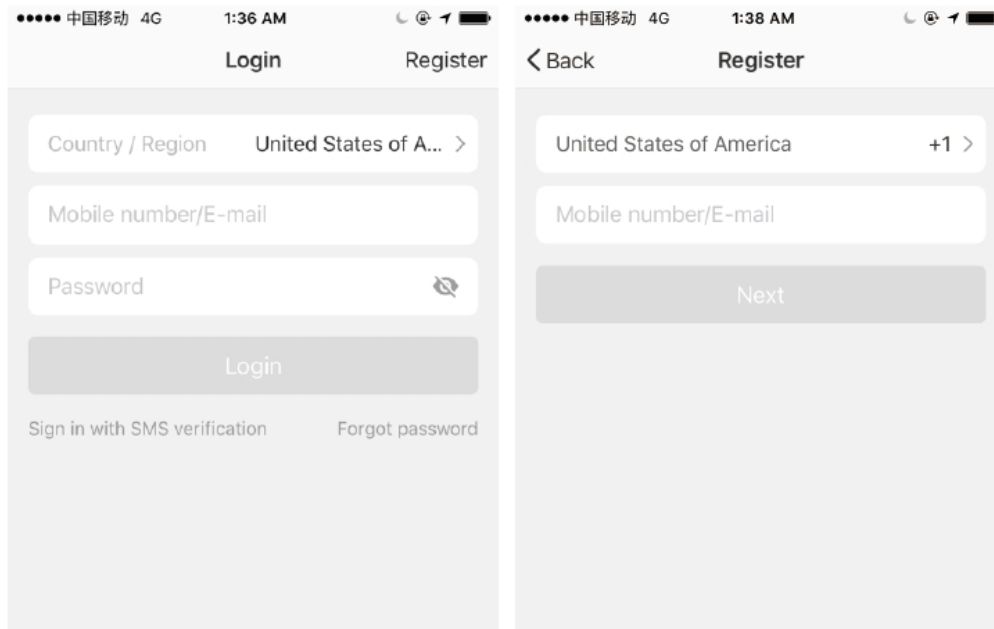 中国移动 4G 1:36 AM
Login Register
Country / Region United States of A...
Mobile number/E-mail
Password
Login
Sign in with SMS verification Forgot password
中国移动 4G 1:38 AM
Back Register
United States of America +1
Mobile number/E-mail
Next